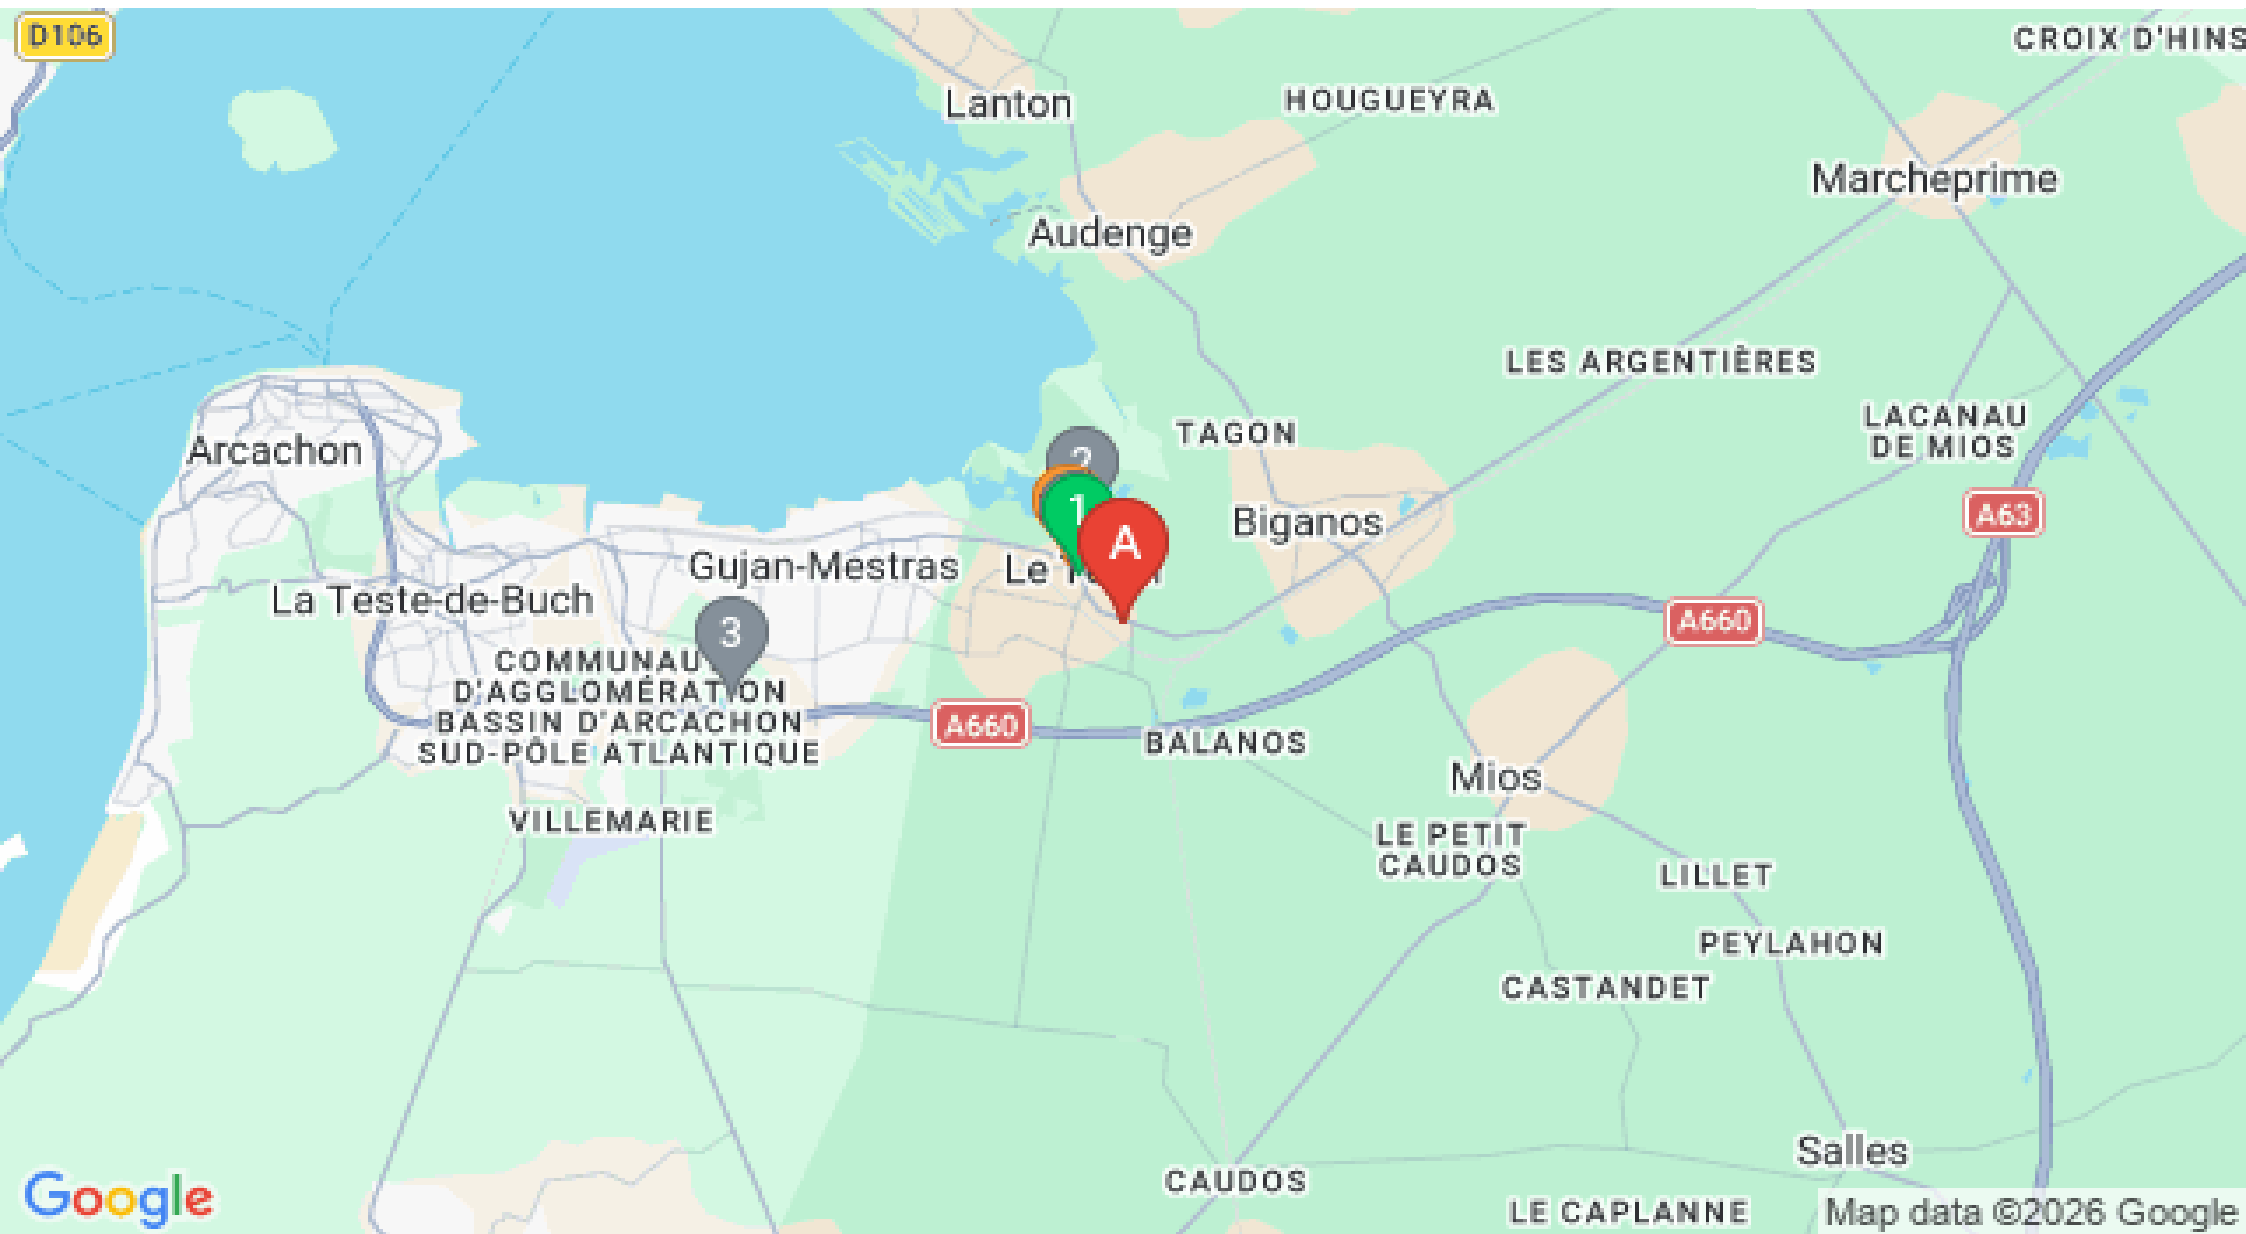 D106
CROIX D'HINS
Lanton
HOUGUEYRA
Marcheprime
Audenge
LES ARGENTIÈRES
LACANAU
DE MIOS
TAGON
Arcachon
2
1
A
A63
Biganos
Gujan-Mestras
Le
La Teste-de-Buch
3
A660
COMMUNAU
D'AGGLOMÉRATION
BASSIN D'ARCACHON
SUD-PÔLE ATLANTIQUE
A660
BALANOS
Mios
VILLEMARIE
LE PETIT
CAUDOS
LILLET
PEYLAHON
CASTANDET
Salles
CAUDOS
Google
LE CAPLANNE
Map data ©2026 Google